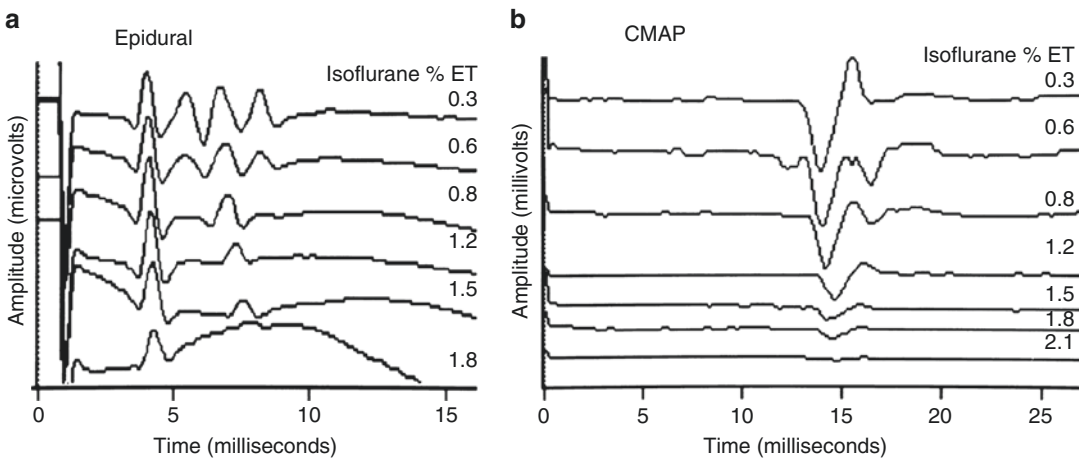 a
Epidural
Isoflurane % ET
0.3
0.6
0.8
1.2
1.5
1.8
Amplitude (microvolts)
0 5 10 15
Time (milliseconds)
b
CMAP
Isoflurane % ET
0.3
0.6
0.8
1.2
1.5
1.8
2.1
Amplitude (millivolts)
0 5 10 15 20 25
Time (milliseconds)